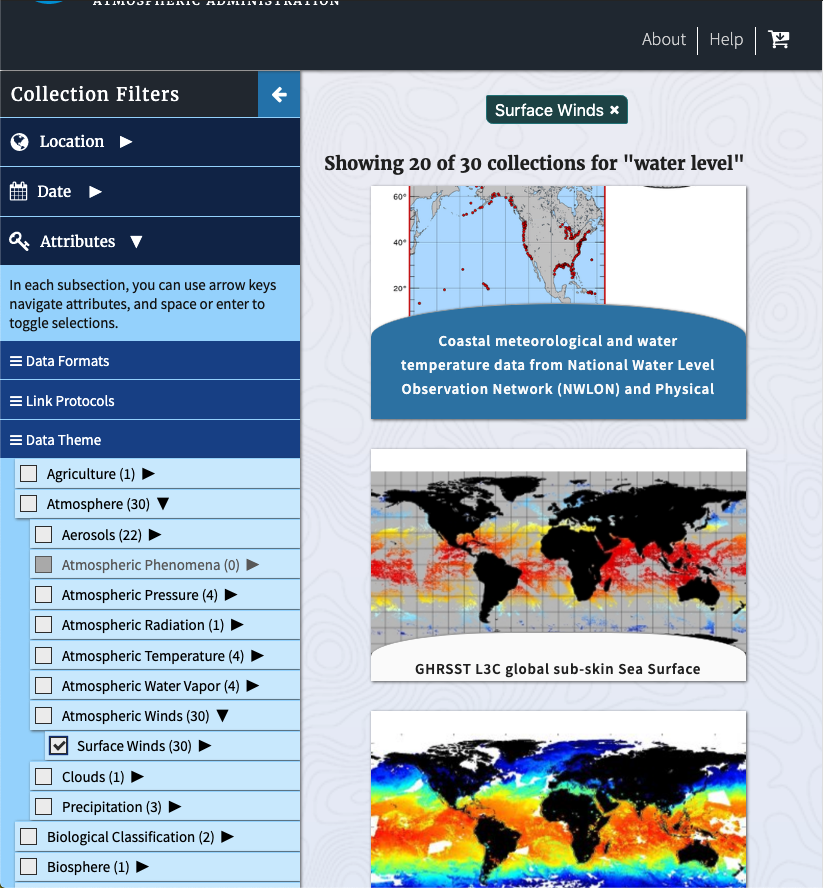 ATMOSPHERIC ADMINISTRATION
About
Help
Collection Filters
Location
Date
Attributes
In each subsection, you can use arrow keys
navigate attributes, and space or enter to
toggle selections.
Data Formats
Link Protocols
Data Theme
Agriculture (1)
Atmosphere (30)
Aerosols (22)
Atmospheric Phenomena (0)
Atmospheric Pressure (4)
Atmospheric Radiation (1)
Atmospheric Temperature (4)
Atmospheric Water Vapor (4)
Atmospheric Winds (30)
Surface Winds (30)
Clouds (1)
Precipitation (3)
Biological Classification (2)
Biosphere (1)
Surface Winds ×
Showing 20 of 30 collections for "water level"
60°
40°
20°
Coastal meteorological and water
temperature data from National Water Level
Observation Network (NWLON) and Physical
GHRSST L3C global sub-skin Sea Surface